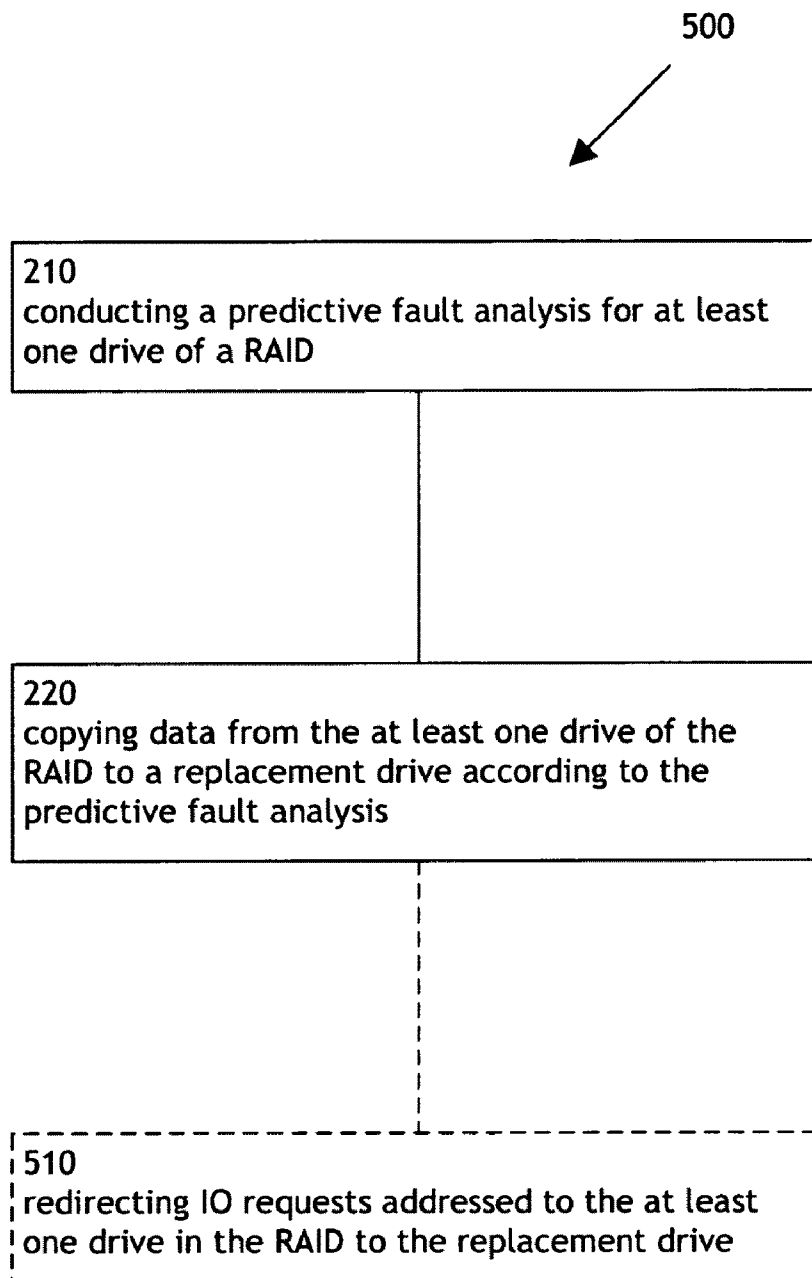 500
210
conducting a predictive fault analysis for at least
one drive of a RAID
220
copying data from the at least one drive of the
RAID to a replacement drive according to the
predictive fault analysis
510
redirecting IO requests addressed to the at least
one drive in the RAID to the replacement drive